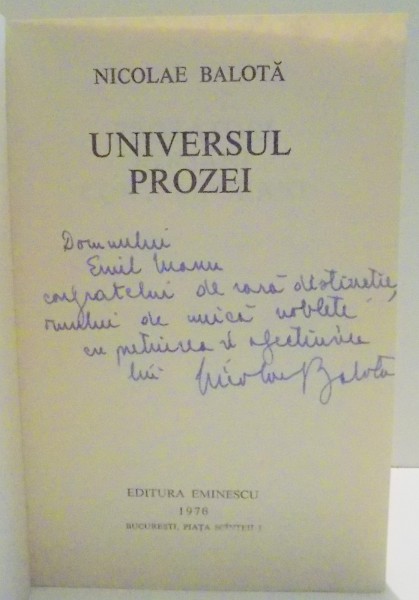 NICOLAE BALOTĂ
UNIVERSUL
PROZEI
Domnului
Emil Manu
confratelui de rară distincție,
omului de unică noblețe
cu prețuirea și afecțiunea
lui Nicolae Balotă
EDITURA EMINESCU
1976
BUCUREȘTI, PIAȚA SCÎNTEII 1